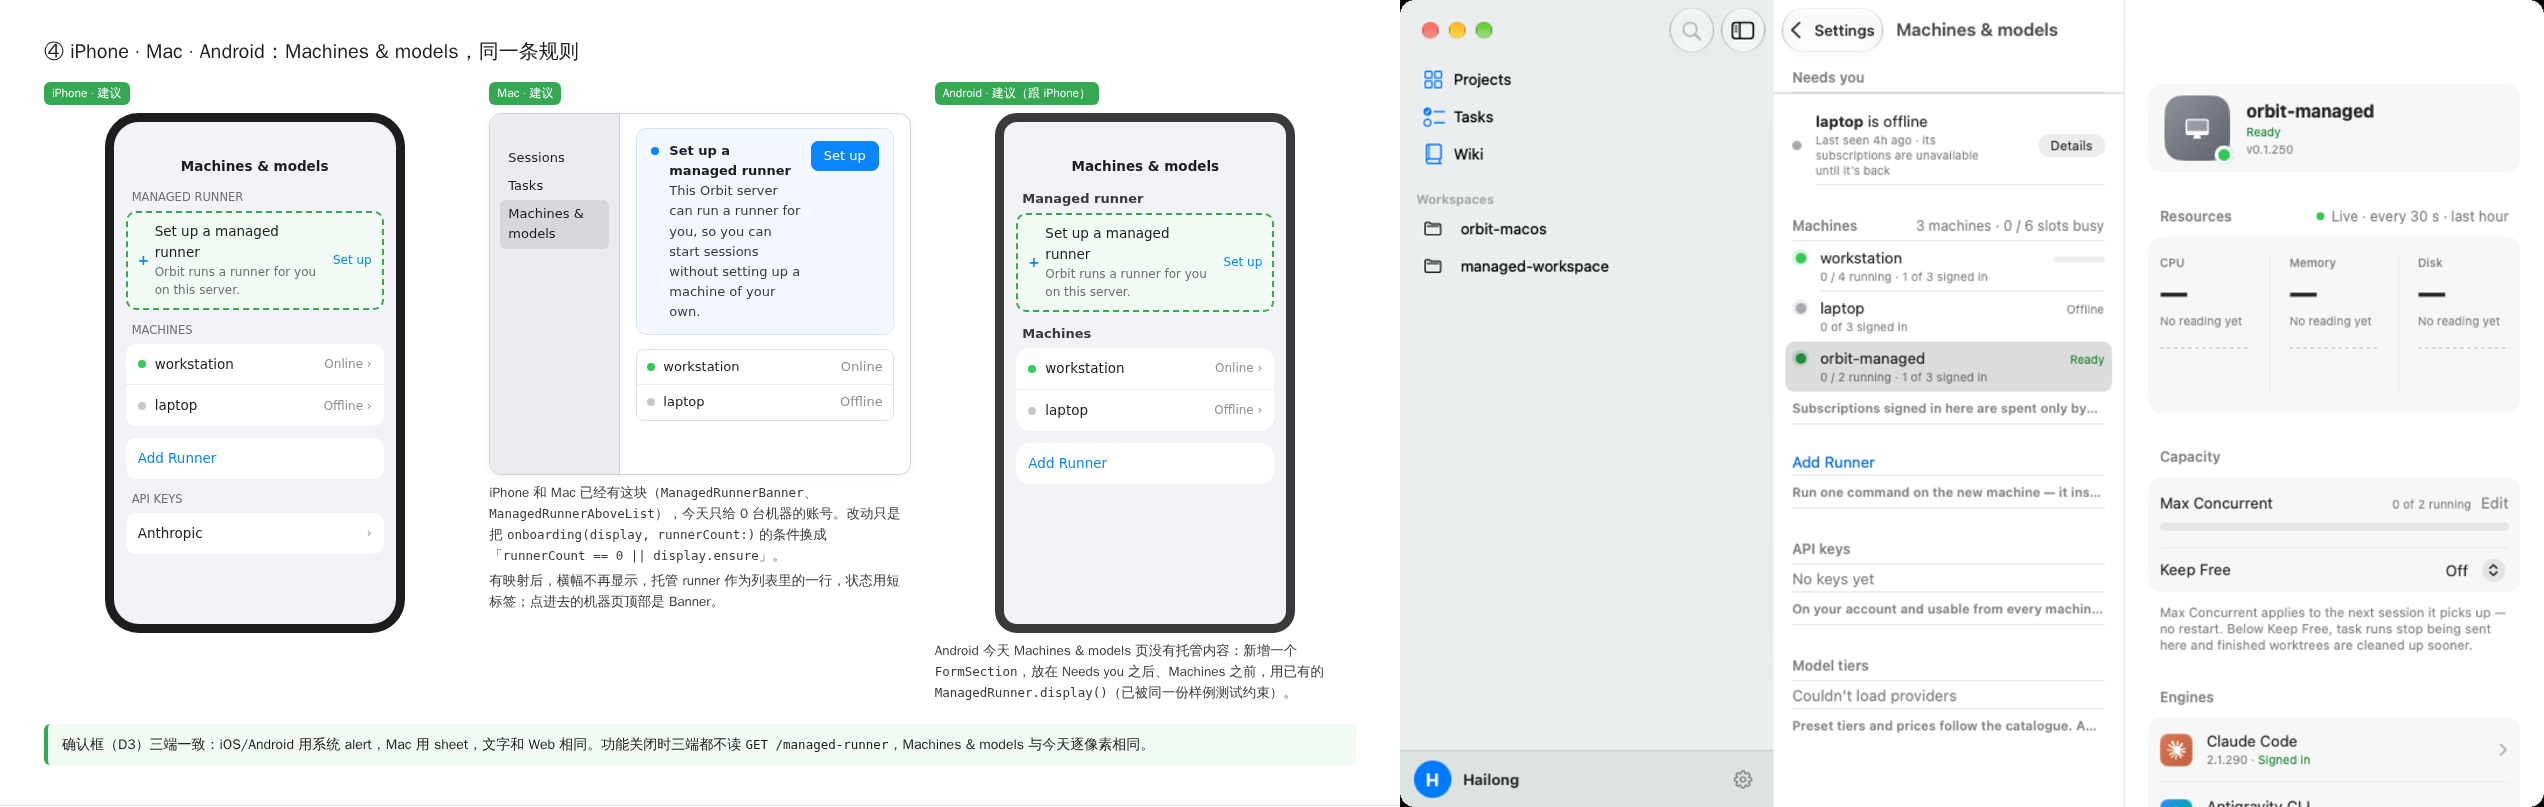 ④ iPhone · Mac · Android：Machines & models，同一条规则
iPhone · 建议
Machines & models
MANAGED RUNNER
+
Set up a managed
runner
Orbit runs a runner for you
on this server.
Set up
MACHINES
workstation
Online ›
laptop
Offline ›
Add Runner
API KEYS
Anthropic
›
Mac · 建议
Sessions
Tasks
Machines &
models
Set up a
managed runner
This Orbit server
can run a runner for
you, so you can
start sessions
without setting up a
machine of your
own.
Set up
workstation
Online
laptop
Offline
iPhone 和 Mac 已经有这块（ManagedRunnerBanner、
ManagedRunnerAboveList），今天只给 0 台机器的账号。改动只是
把 onboarding(display, runnerCount:) 的条件换成
「runnerCount == 0 || display.ensure」。
有映射后，横幅不再显示，托管 runner 作为列表里的一行，状态用短
标签；点进去的机器页顶部是 Banner。
Android · 建议（跟 iPhone）
Machines & models
Managed runner
+
Set up a managed
runner
Orbit runs a runner for you
on this server.
Set up
Machines
workstation
Online ›
laptop
Offline ›
Add Runner
Android 今天 Machines & models 页没有托管内容：新增一个
FormSection，放在 Needs you 之后、Machines 之前，用已有的
ManagedRunner.display()（已被同一份样例测试约束）。
确认框（D3）三端一致：iOS/Android 用系统 alert，Mac 用 sheet，文字和 Web 相同。功能关闭时三端都不读 GET /managed-runner，Machines & models 与今天逐像素相同。
Projects
Tasks
Wiki
Workspaces
orbit-macos
managed-workspace
H
Hailong
Settings
Machines & models
Needs you
laptop is offline
Last seen 4h ago · its
subscriptions are unavailable
until it's back
Details
Machines
3 machines · 0 / 6 slots busy
workstation
0 / 4 running · 1 of 3 signed in
laptop
0 of 3 signed in
Offline
orbit-managed
0 / 2 running · 1 of 3 signed in
Ready
Subscriptions signed in here are spent only by...
Add Runner
Run one command on the new machine — it ins...
API keys
No keys yet
On your account and usable from every machin...
Model tiers
Couldn't load providers
Preset tiers and prices follow the catalogue. A...
orbit-managed
Ready
v0.1.250
Resources
Live · every 30 s · last hour
CPU
—
No reading yet
Memory
—
No reading yet
Disk
—
No reading yet
Capacity
Max Concurrent
0 of 2 running
Edit
Keep Free
Off
Max Concurrent applies to the next session it picks up —
no restart. Below Keep Free, task runs stop being sent
here and finished worktrees are cleaned up sooner.
Engines
Claude Code
2.1.290 · Signed in
Antigravity CLI